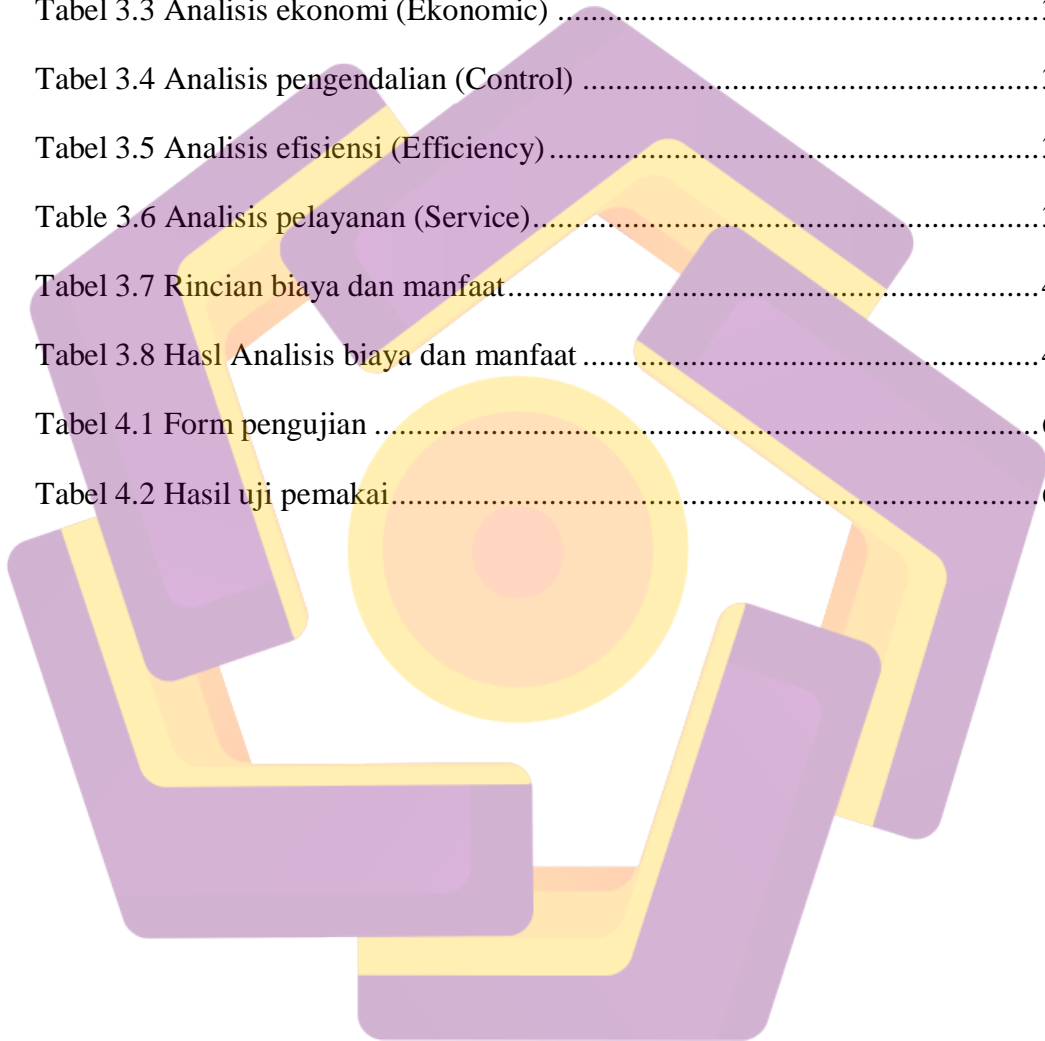 Tabel 3.3 Analisis ekonomi (Ekonomic) ........................................................
Tabel 3.4 Analisis pengendalian (Control) ........................................................
Tabel 3.5 Analisis efisiensi (Efficiency) ........................................................
Table 3.6 Analisis pelayanan (Service) ........................................................
Tabel 3.7 Rincian biaya dan manfaat ........................................................
Tabel 3.8 Hasl Analisis biaya dan manfaat ........................................................
Tabel 4.1 Form pengujian ........................................................
Tabel 4.2 Hasil uji pemakai ........................................................